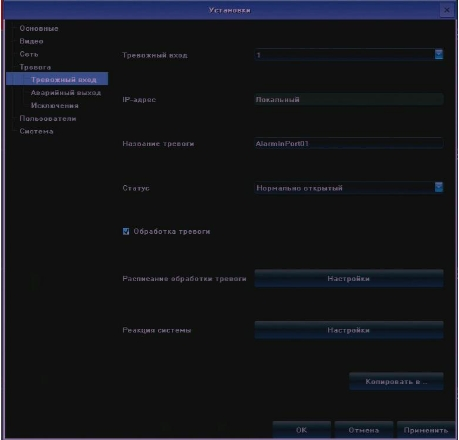 Установки
Основные
Видео
Сеть
Тревога
Тревожный вход
Аварийный выход
Исключения
Пользователи
Система
Тревожный вход 1
IP-адрес Локальный
Название тревоги AlarminPort01
Статус Нормально открытый
Обработка тревоги
Расписания обработки тревоги Настройки
Реакция системы Настройки
Копировать в ...
OK Отмена Применить